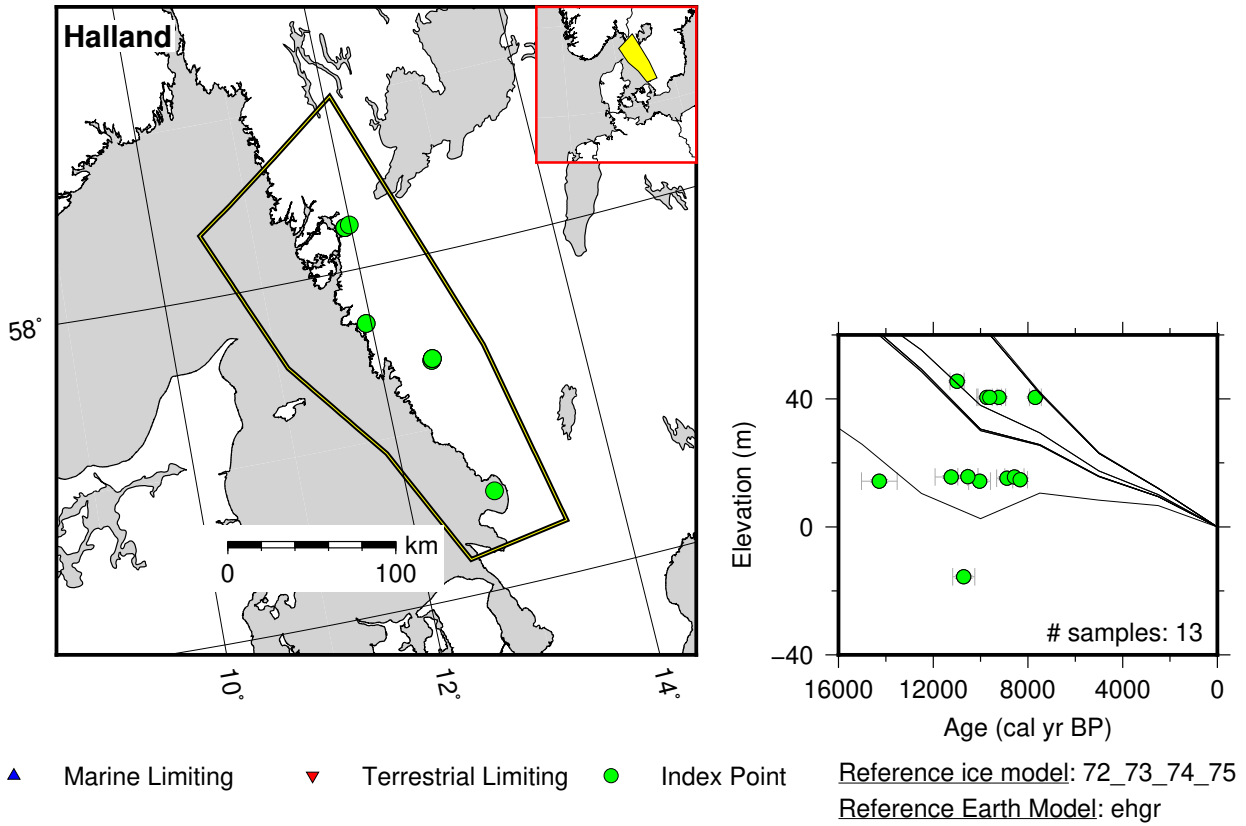 Halland
58°
km
0 100
10°
12°
14°
Elevation (m)
40
0
−40
# samples: 13
16000 12000 8000 4000 0
Age (cal yr BP)
Marine Limiting
Terrestrial Limiting
Index Point
Reference ice model: 72_73_74_75
Reference Earth Model: ehgr